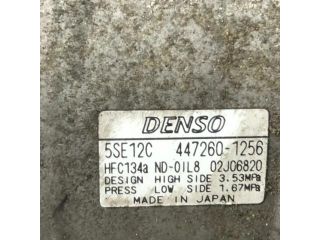 DENSO
5SE12C 447260-1256
HFC134a ND-OIL8 02J06820
DESIGN HIGH SIDE 3.53MPa
PRESS LOW SIDE 1.67MPa
MADE IN JAPAN